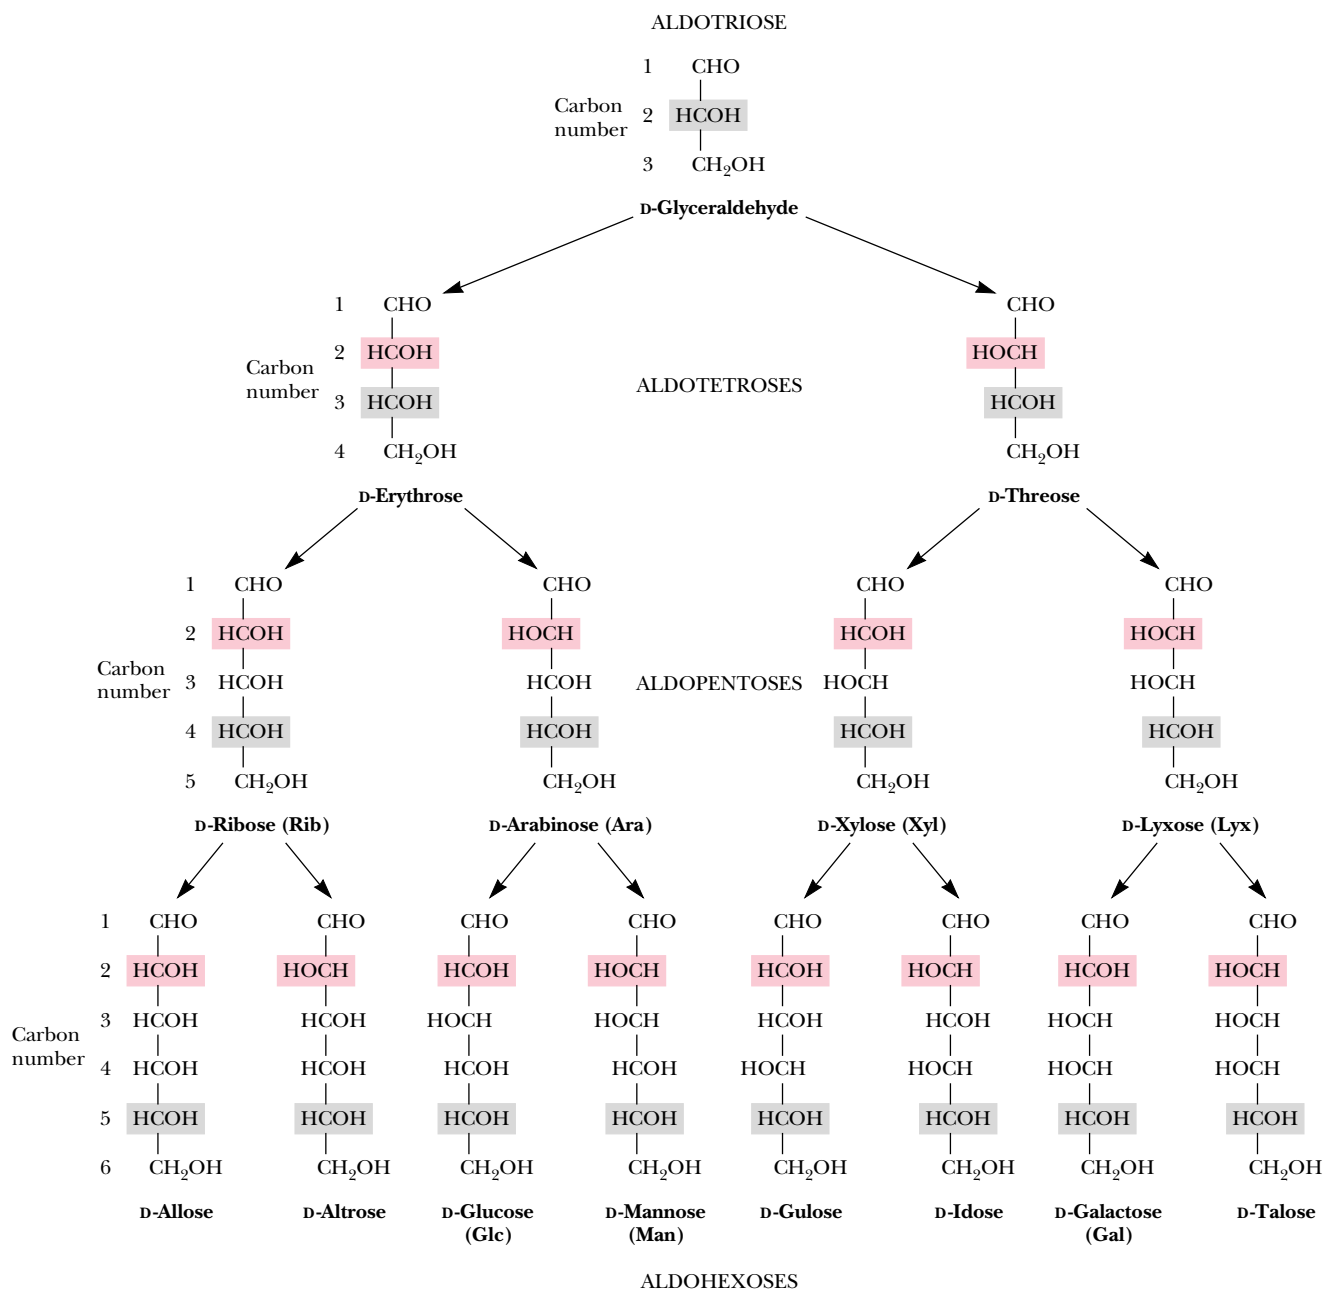 ALDOTRIOSE
1 CHO
Carbon number 2 HCOH
3 CH₂OH
D-Glyceraldehyde
1 CHO CHO
2 HCOH HOCH
Carbon number ALDOTETROSES
3 HCOH HCOH
4 CH₂OH CH₂OH
D-Erythrose D-Threose
1 CHO CHO CHO CHO
2 HCOH HOCH HCOH HOCH
Carbon number 3 HCOH HCOH ALDOPENTOSES HOCH HOCH
4 HCOH HCOH HCOH HCOH
5 CH₂OH CH₂OH CH₂OH CH₂OH
D-Ribose (Rib) D-Arabinose (Ara) D-Xylose (Xyl) D-Lyxose (Lyx)
1 CHO CHO CHO CHO CHO CHO CHO CHO
2 HCOH HOCH HCOH HOCH HCOH HOCH HCOH HOCH
3 HCOH HCOH HOCH HOCH HCOH HCOH HOCH HOCH
Carbon number
4 HCOH HCOH HCOH HCOH HOCH HOCH HOCH HOCH
5 HCOH HCOH HCOH HCOH HCOH HCOH HCOH HCOH
6 CH₂OH CH₂OH CH₂OH CH₂OH CH₂OH CH₂OH CH₂OH CH₂OH
D-Allose D-Altrose D-Glucose D-Mannose D-Gulose D-Idose D-Galactose D-Talose
(Glc) (Man) (Gal)
ALDOHEXOSES